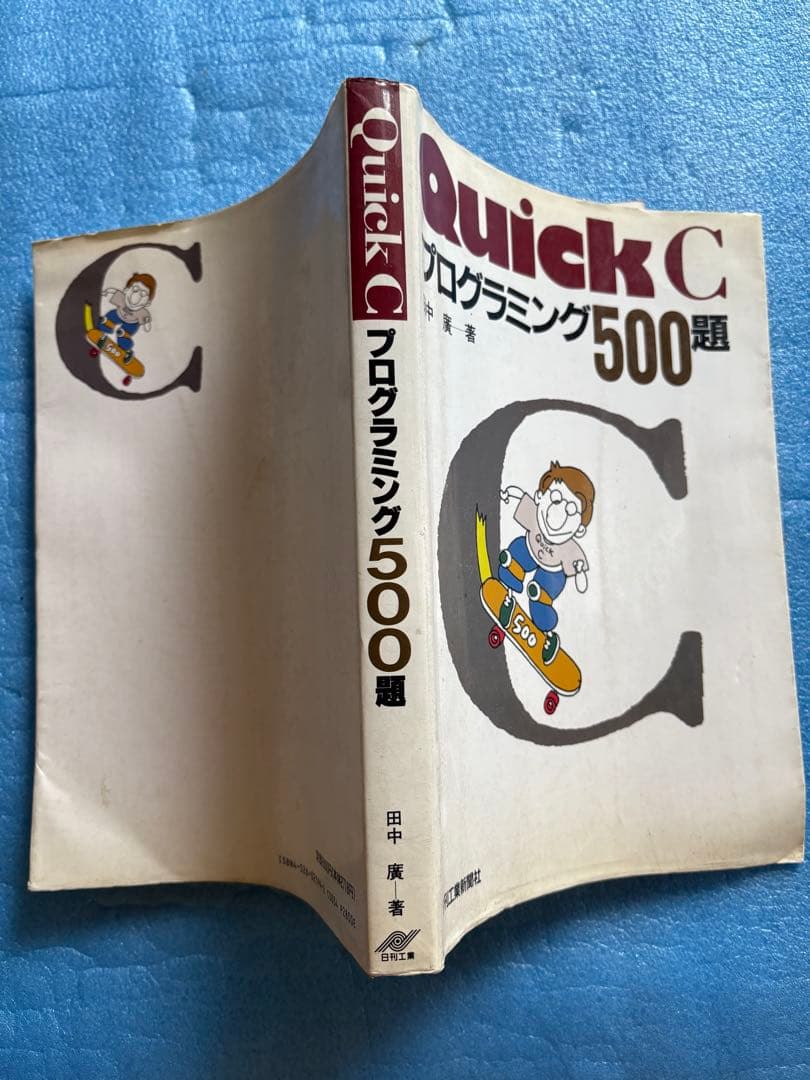 Quick C
プログラミング
500題
中 廣—著
Quick
C
500
日刊工業新聞社
Quick C
プログラミング500題
田中 廣—著
日刊工業
500